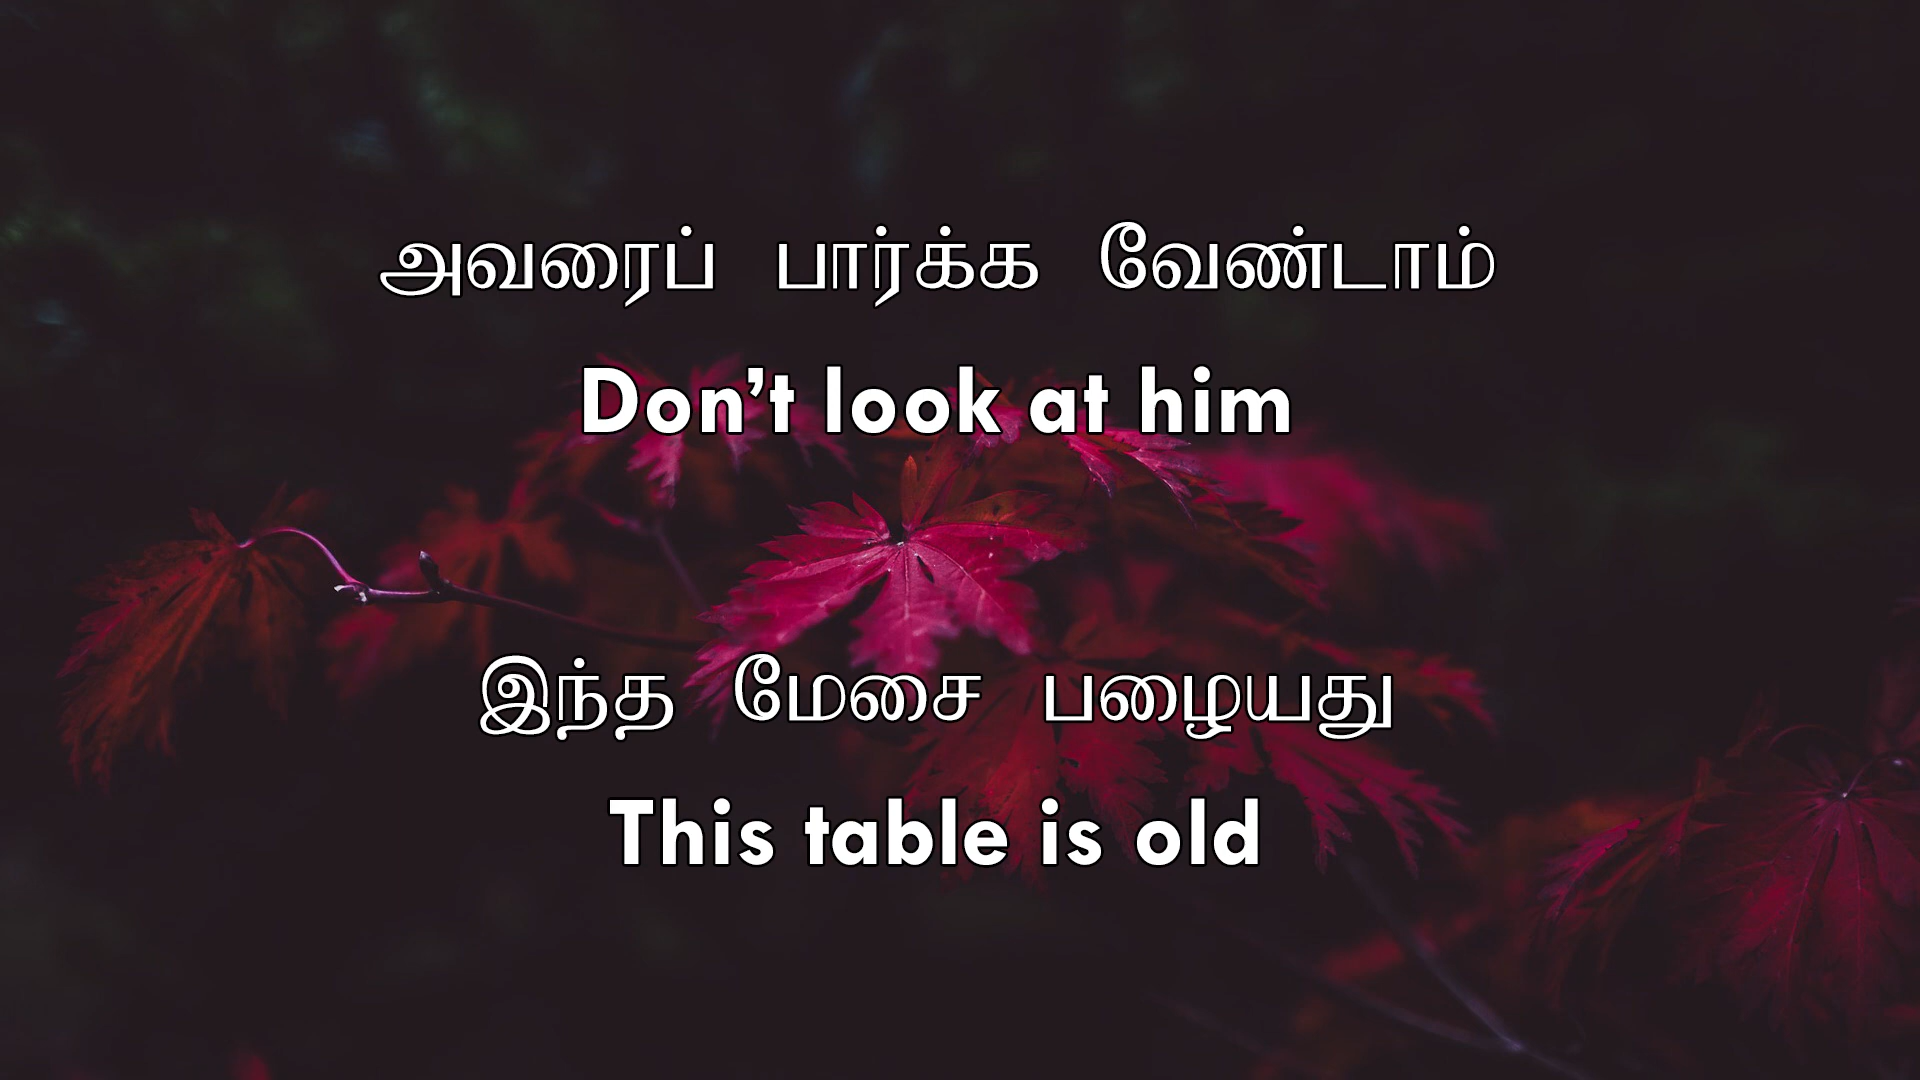 அவரைப் பார்க்க வேண்டாம்
Don’t look at him
இந்த மேசை பழையது
This table is old